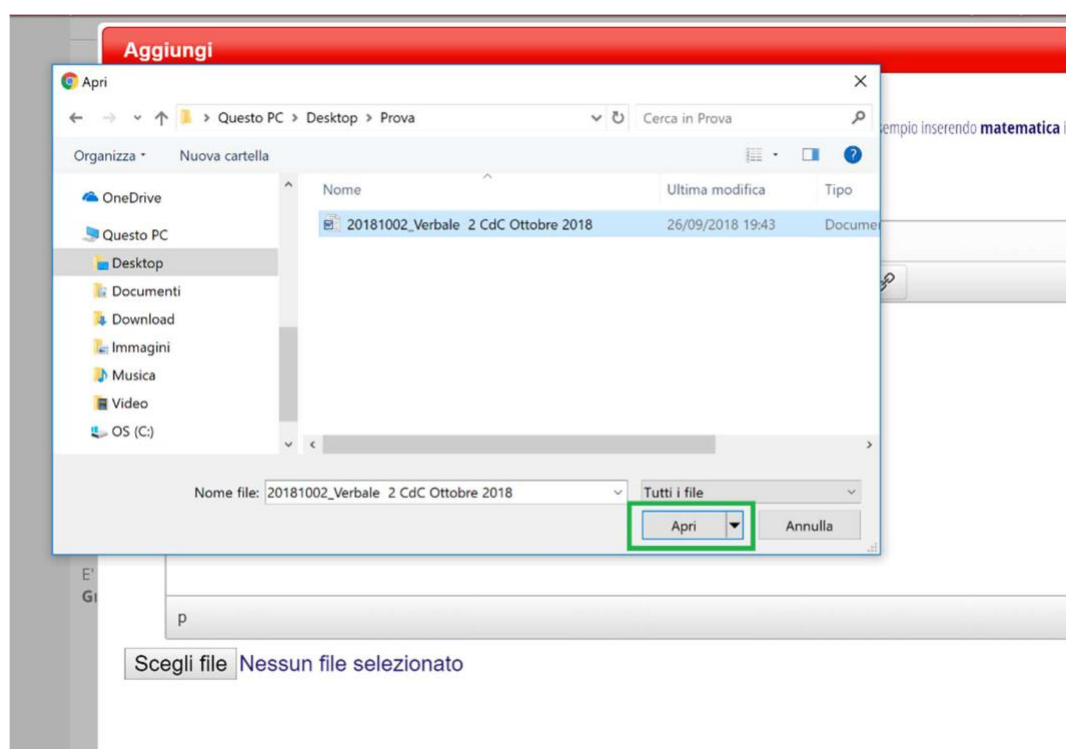 Aggiungi
Apri
Questo PC > Desktop > Prova
Cerca in Prova
empio inserendo matematica i
Organizza
Nuova cartella
OneDrive
Nome
Ultima modifica
Tipo
Questo PC
20181002_Verbale 2 CdC Ottobre 2018
26/09/2018 19:43
Docume
Desktop
Documenti
Download
Immagini
Musica
Video
OS (C:)
Nome file: 20181002_Verbale 2 CdC Ottobre 2018
Tutti i file
Apri
Annulla
E'
p
Scegli file Nessun file selezionato